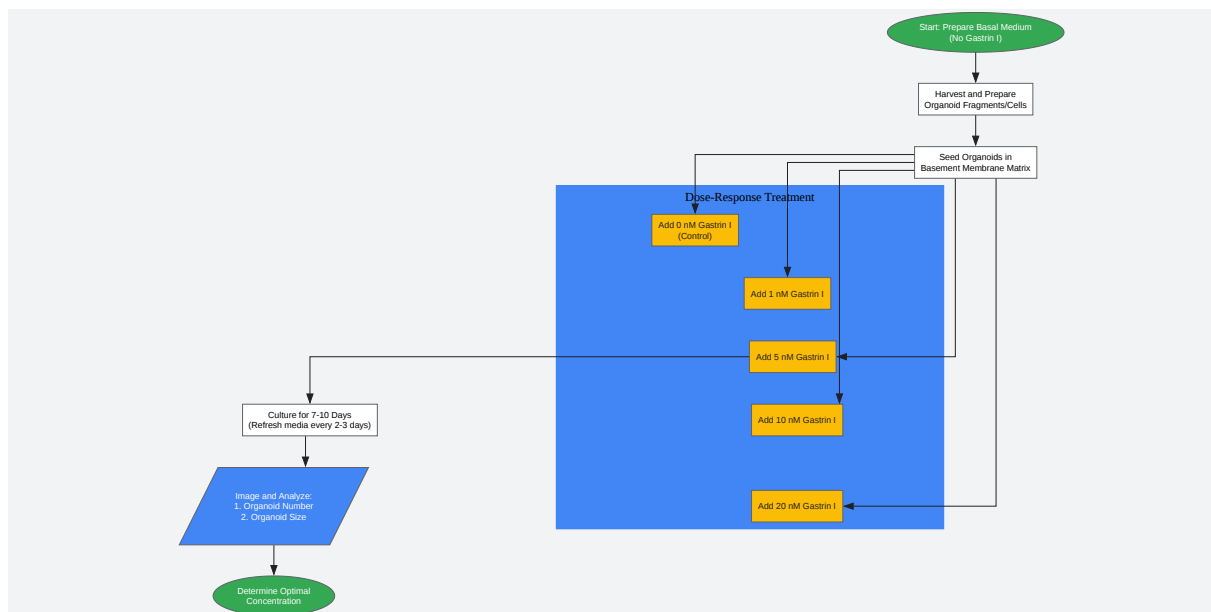 Start: Prepare Basal Medium
(No Gastrin I)
Harvest and Prepare
Organoid Fragments/Cells
Seed Organoids in
Basement Membrane Matrix
Dose-Response Treatment
Add 0 nM Gastrin I
(Control)
Add 1 nM Gastrin I
Add 5 nM Gastrin I
Add 10 nM Gastrin I
Add 20 nM Gastrin I
Culture for 7-10 Days
(Refresh media every 2-3 days)
Image and Analyze:
1. Organoid Number
2. Organoid Size
Determine Optimal
Concentration